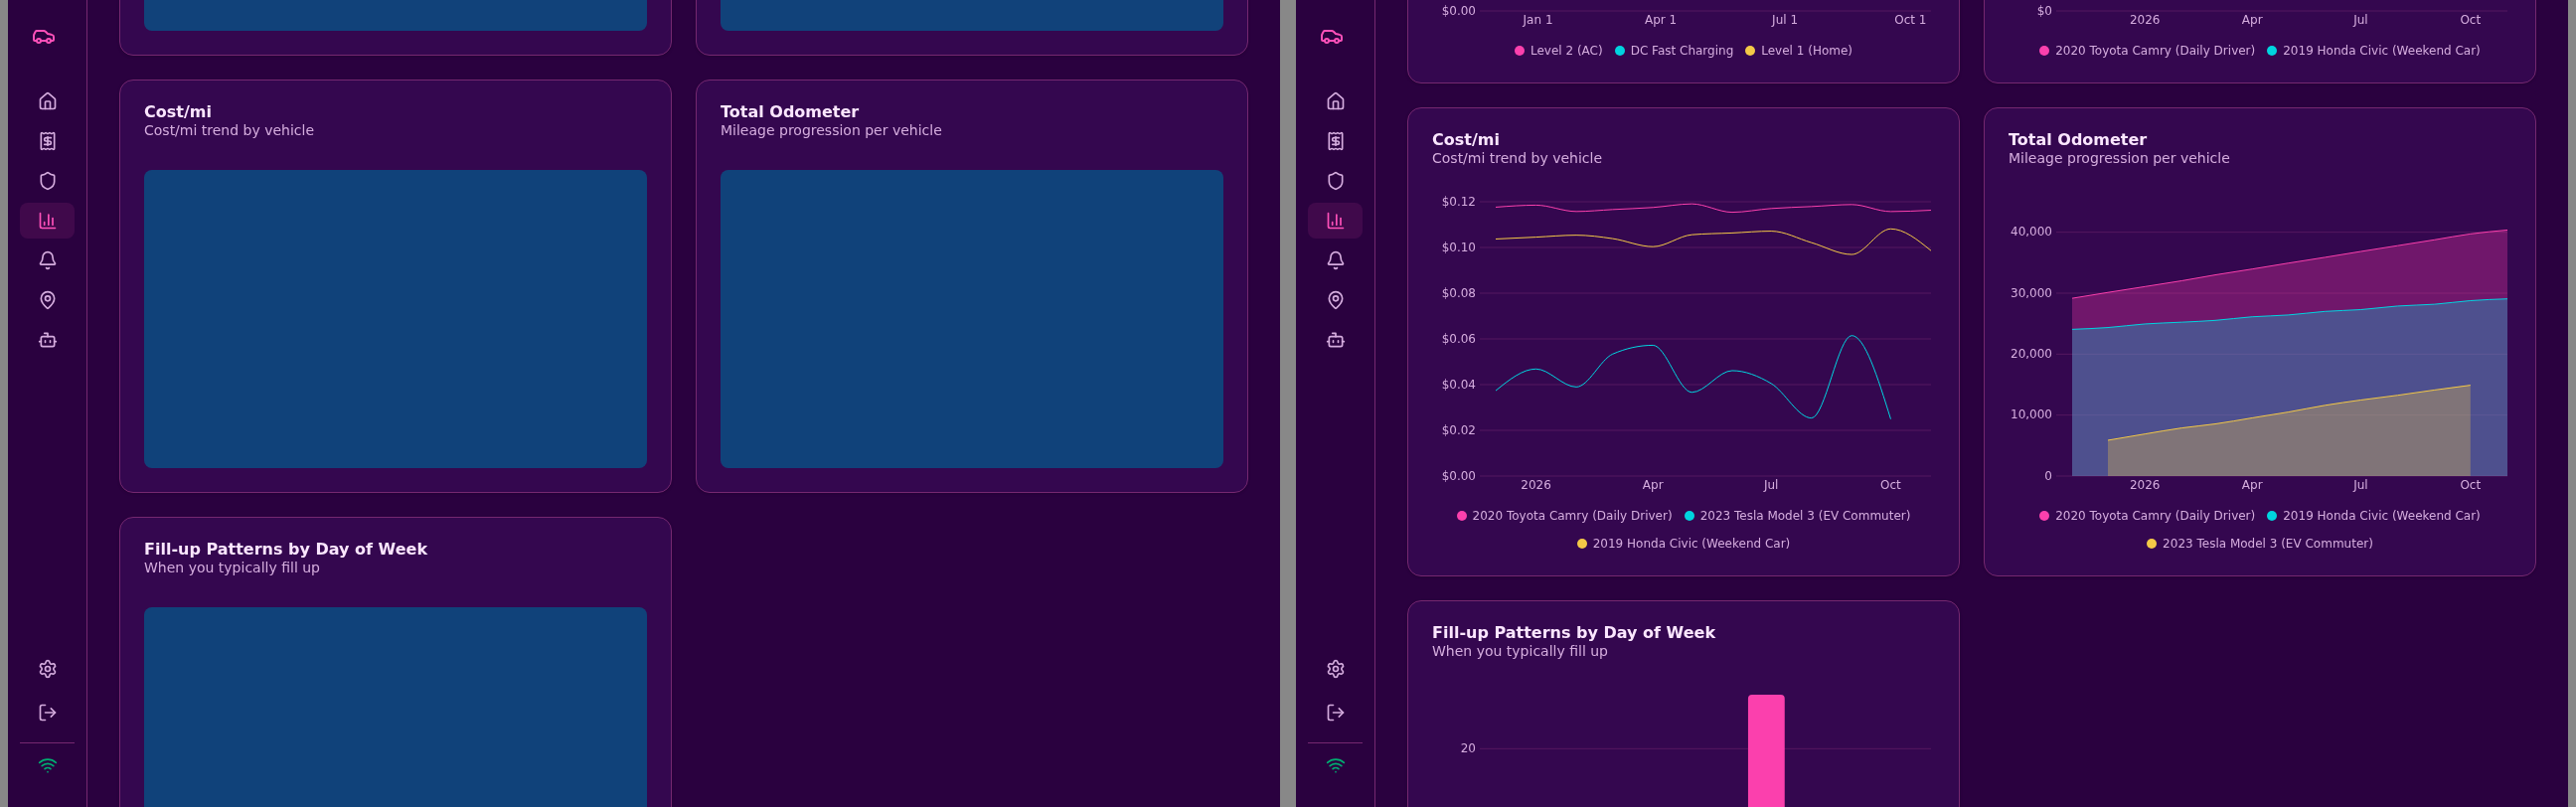 Cost/mi
Cost/mi trend by vehicle
Total Odometer
Mileage progression per vehicle
Fill-up Patterns by Day of Week
When you typically fill up
$0.00
Jan 1 Apr 1 Jul 1 Oct 1
Level 2 (AC) DC Fast Charging Level 1 (Home)
$0
2026 Apr Jul Oct
2020 Toyota Camry (Daily Driver) 2019 Honda Civic (Weekend Car)
Cost/mi
Cost/mi trend by vehicle
$0.12
$0.10
$0.08
$0.06
$0.04
$0.02
$0.00
2026 Apr Jul Oct
2020 Toyota Camry (Daily Driver) 2023 Tesla Model 3 (EV Commuter)
2019 Honda Civic (Weekend Car)
Total Odometer
Mileage progression per vehicle
40,000
30,000
20,000
10,000
0
2026 Apr Jul Oct
2020 Toyota Camry (Daily Driver) 2019 Honda Civic (Weekend Car)
2023 Tesla Model 3 (EV Commuter)
Fill-up Patterns by Day of Week
When you typically fill up
20